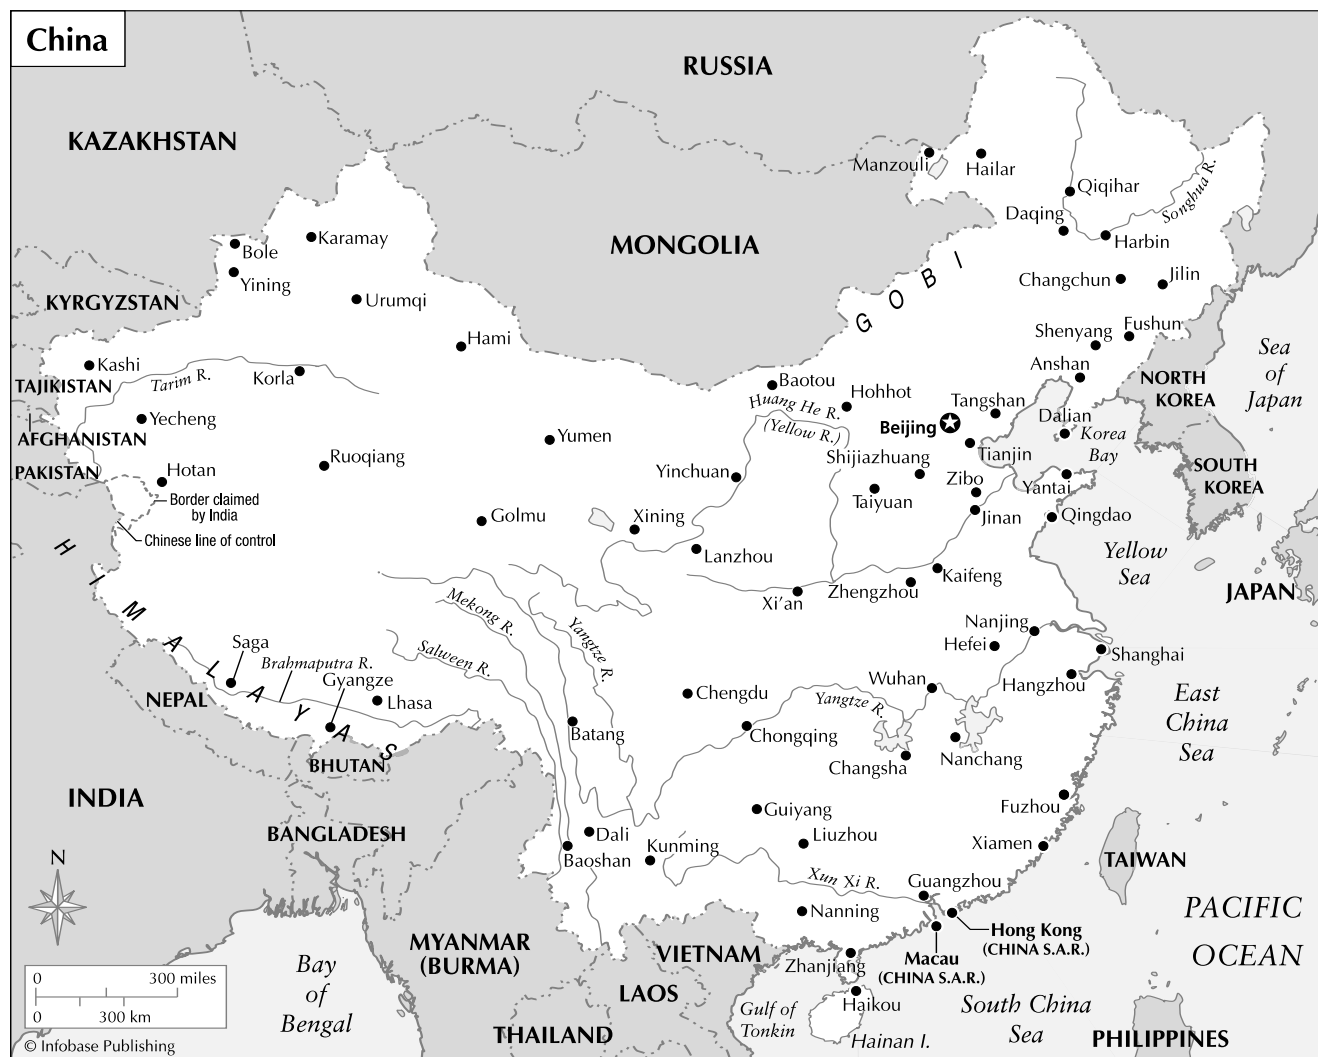 China
RUSSIA
KAZAKHSTAN
MONGOLIA
KYRGYZSTAN
TAJIKISTAN
AFGHANISTAN
PAKISTAN
NORTH
KOREA
SOUTH
KOREA
JAPAN
Sea
of
Japan
Manzouli
Hailar
Qiqihar
Songhua R.
Daqing
Harbin
Changchun
Jilin
Shenyang
Fushun
Anshan
GOBI
Bole
Karamay
Yining
Urumqi
Hami
Kashi
Tarim R.
Korla
Yecheng
Hotan
Ruoqiang
Yumen
Border claimed
by India
Chinese line of control
Golmu
Baotou
Hohhot
Huang He R.
(Yellow R.)
Beijing
Tangshan
Dalian
Korea
Bay
Tianjin
Shijiazhuang
Yinchuan
Taiyuan
Zibo
Yantai
Jinan
Qingdao
Xining
Lanzhou
Yellow
Sea
Xi'an
Zhengzhou
Kaifeng
HIMALAYAS
Mekong R.
Yangtze R.
Salween R.
Saga
Brahmaputra R.
Gyangze
Lhasa
Nanjing
Hefei
Shanghai
Hangzhou
Wuhan
Chengdu
Yangtze R.
Batang
Chongqing
Changsha
Nanchang
East
China
Sea
NEPAL
BHUTAN
INDIA
BANGLADESH
Guiyang
Fuzhou
Dali
Liuzhou
Baoshan
Kunming
Xiamen
TAIWAN
Xun Xi R.
Guangzhou
Nanning
Hong Kong
(CHINA S.A.R.)
Macau
(CHINA S.A.R.)
Zhanjiang
Haikou
Hainan I.
Gulf of
Tonkin
South China
Sea
PACIFIC
OCEAN
MYANMAR
(BURMA)
VIETNAM
LAOS
THAILAND
PHILIPPINES
Bay
of
Bengal
N
0 300 miles
0 300 km
© Infobase Publishing